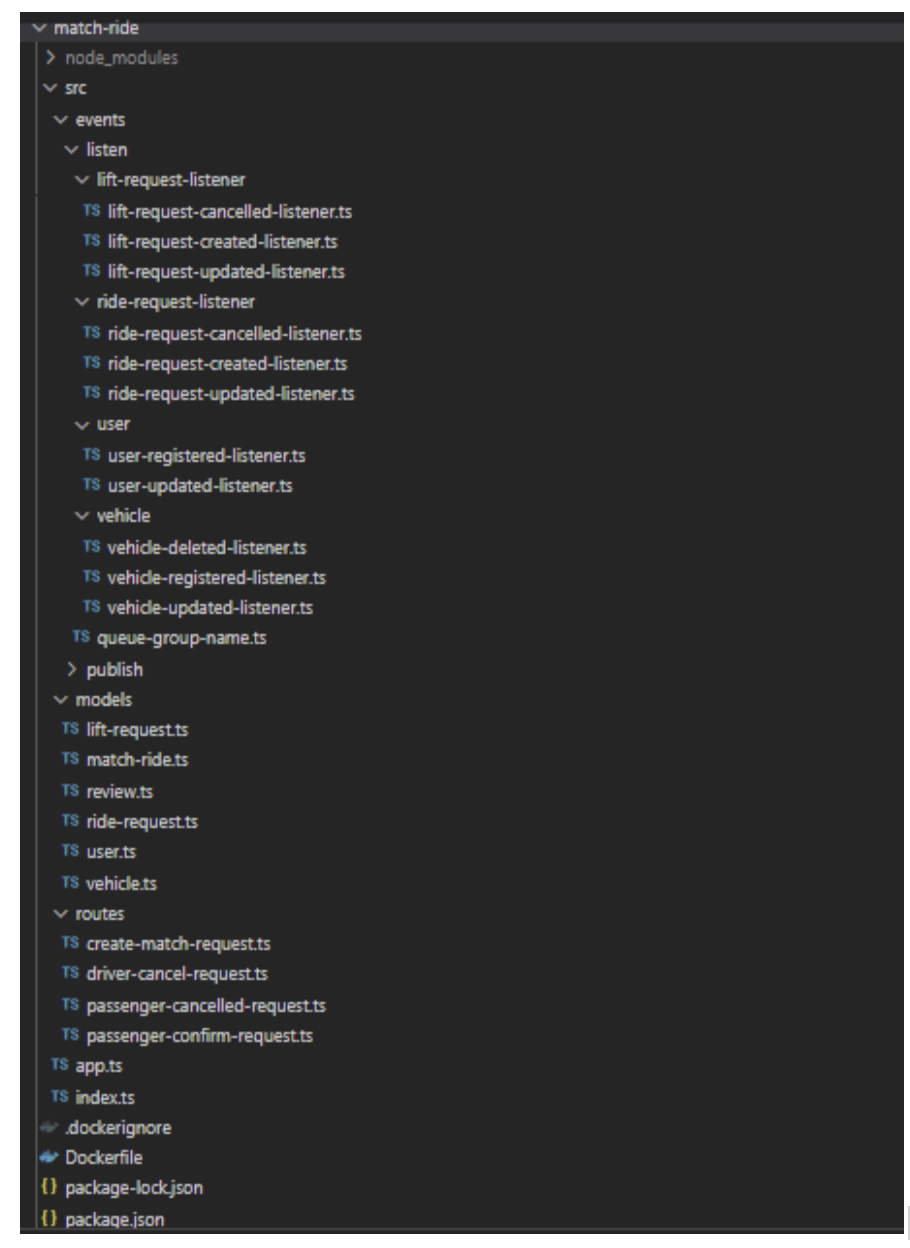 match-ride
node_modules
src
events
listen
lift-request-listener
TS lift-request-cancelled-listener.ts
TS lift-request-created-listener.ts
TS lift-request-updated-listener.ts
ride-request-listener
TS ride-request-cancelled-listener.ts
TS ride-request-created-listener.ts
TS ride-request-updated-listener.ts
user
TS user-registered-listener.ts
TS user-updated-listener.ts
vehicle
TS vehicle-deleted-listener.ts
TS vehicle-registered-listener.ts
TS vehicle-updated-listener.ts
TS queue-group-name.ts
publish
models
TS lift-request.ts
TS match-ride.ts
TS review.ts
TS ride-request.ts
TS user.ts
TS vehicle.ts
routes
TS create-match-request.ts
TS driver-cancel-request.ts
TS passenger-cancelled-request.ts
TS passenger-confirm-request.ts
TS app.ts
TS index.ts
.dockerignore
Dockerfile
{} package-lock.json
{} package.json